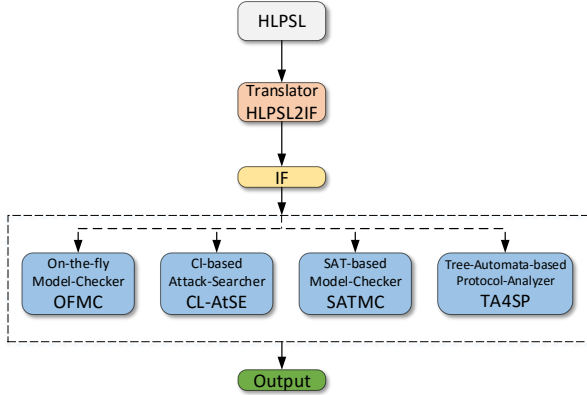 HLPSL
Translator
HLPSL2IF
IF
On-the-fly
Model-Checker
OFMC
Cl-based
Attack-Searcher
CL-AtSE
SAT-based
Model-Checker
SATMC
Tree-Automata-based
Protocol-Analyzer
TA4SP
Output